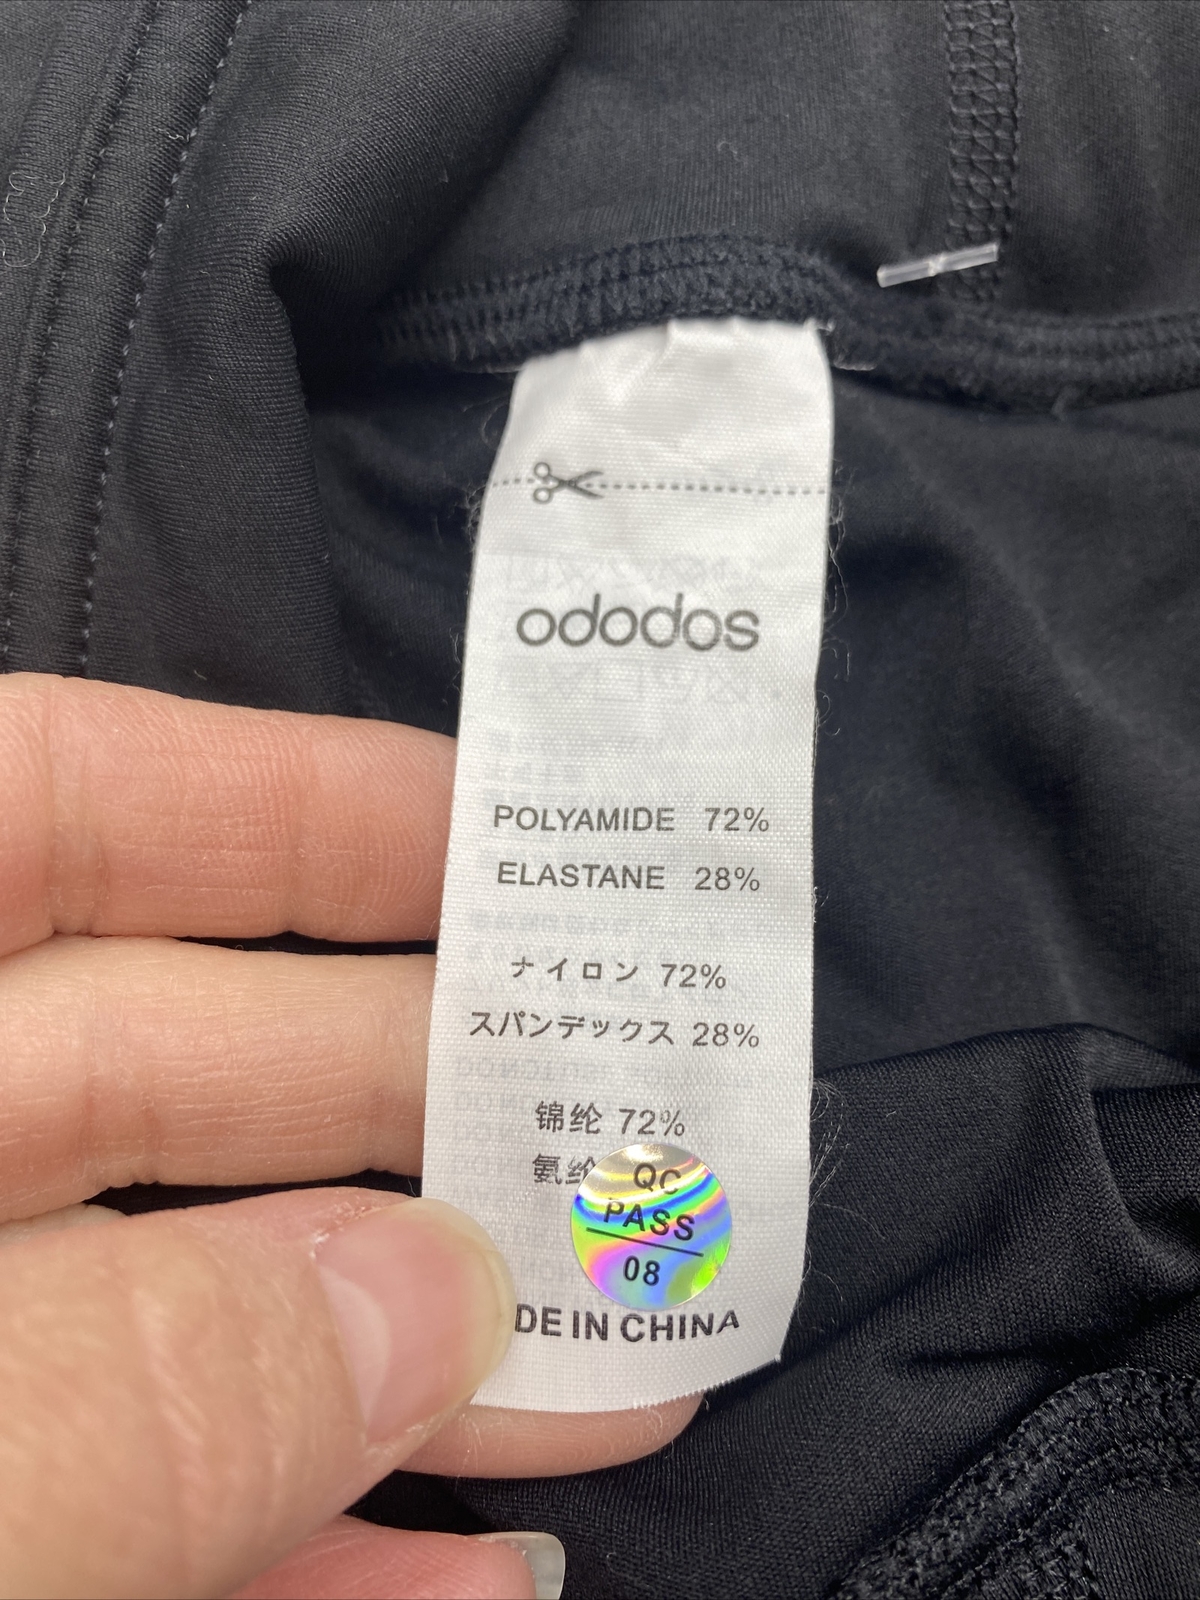 ododos
POLYAMIDE 72%
ELASTANE 28%
ナイロン 72%
スパンデックス 28%
锦纶 72%
氨纶
QC
PASS
08
DE IN CHINA